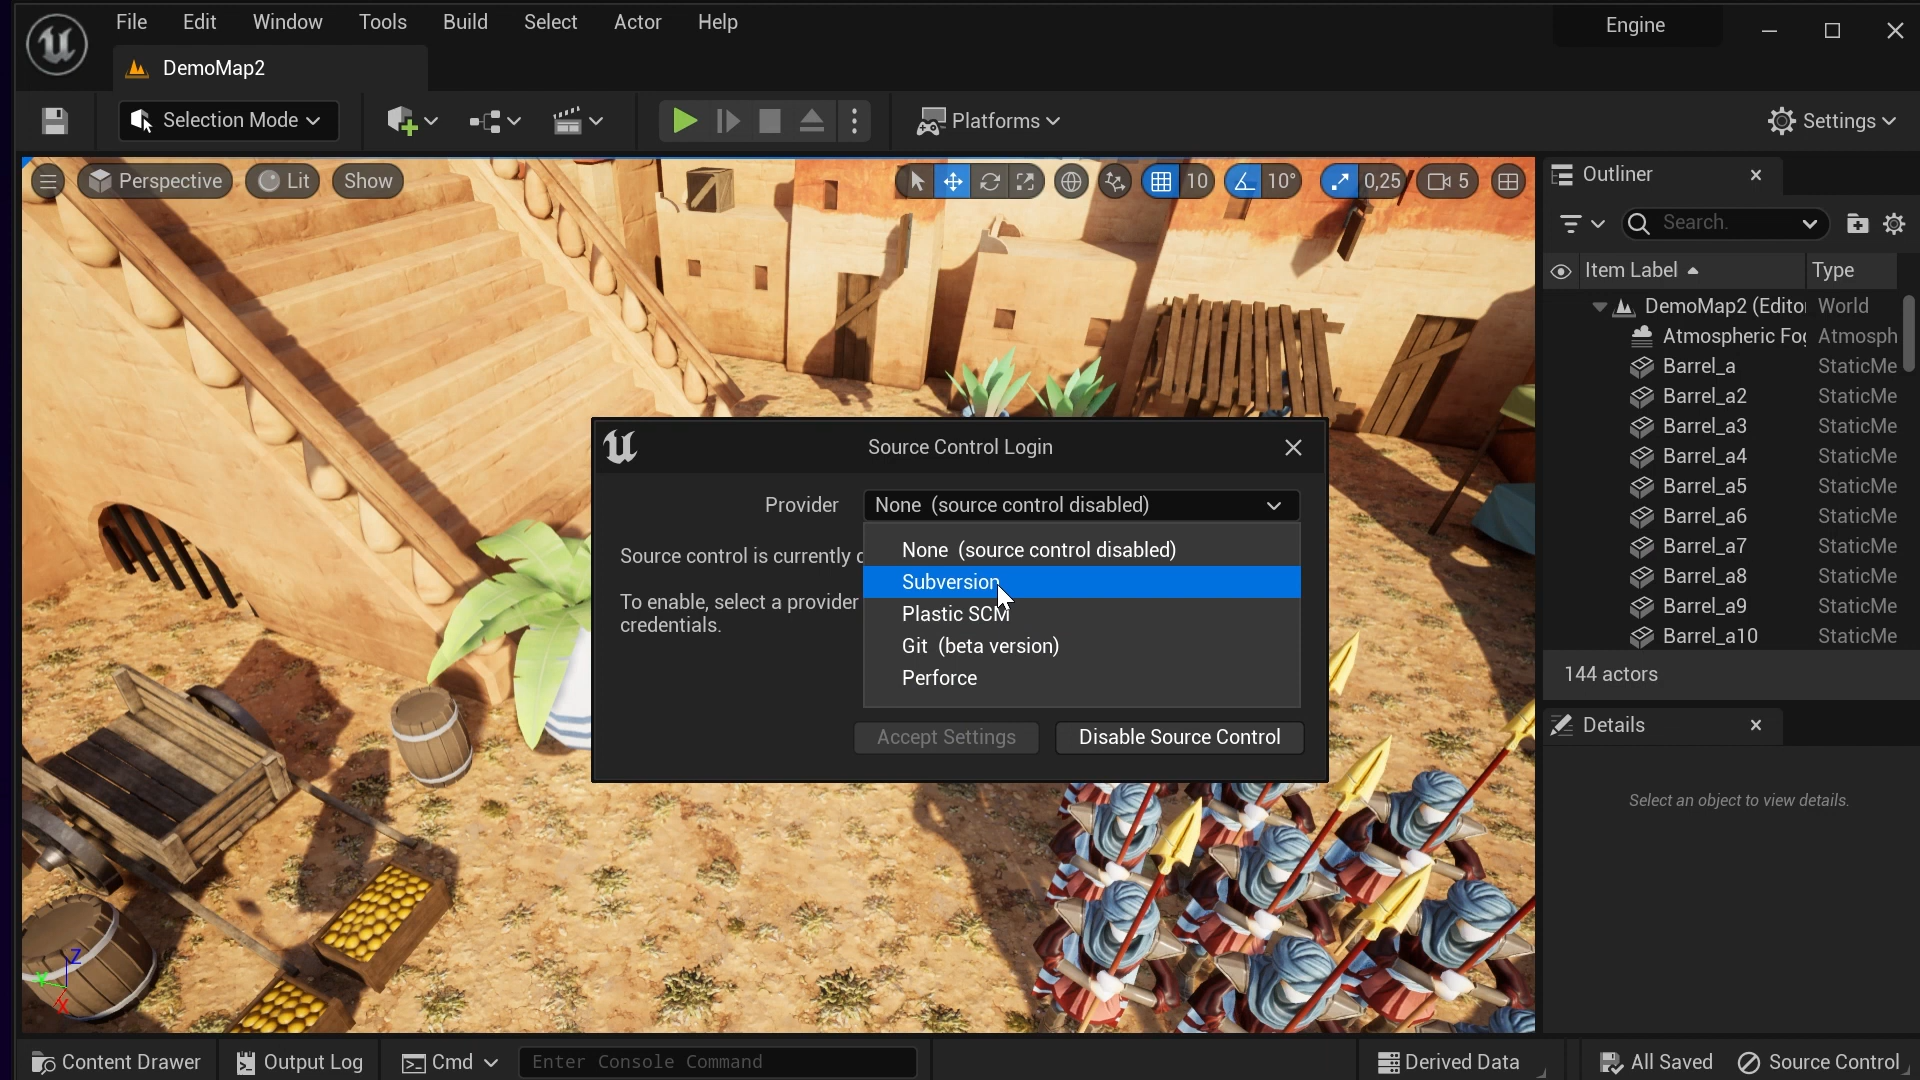 File Edit Window Tools Build Select Actor Help
Engine
DemoMap2
Selection Mode
Platforms
Settings
Perspective Lit Show
10 10° 0,25 5
Outliner
Search.
Item Label Type
DemoMap2 (Editor World
Atmospheric Fog Atmosph
Barrel_a StaticMe
Barrel_a2 StaticMe
Barrel_a3 StaticMe
Barrel_a4 StaticMe
Barrel_a5 StaticMe
Barrel_a6 StaticMe
Barrel_a7 StaticMe
Barrel_a8 StaticMe
Barrel_a9 StaticMe
Barrel_a10 StaticMe
144 actors
Details
Select an object to view details.
Source Control Login
Provider None (source control disabled)
Source control is currently d
To enable, select a provider
credentials.
None (source control disabled)
Subversion
Plastic SCM
Git (beta version)
Perforce
Accept Settings Disable Source Control
Z
Y
X
Content Drawer Output Log Cmd Enter Console Command
Derived Data All Saved Source Control